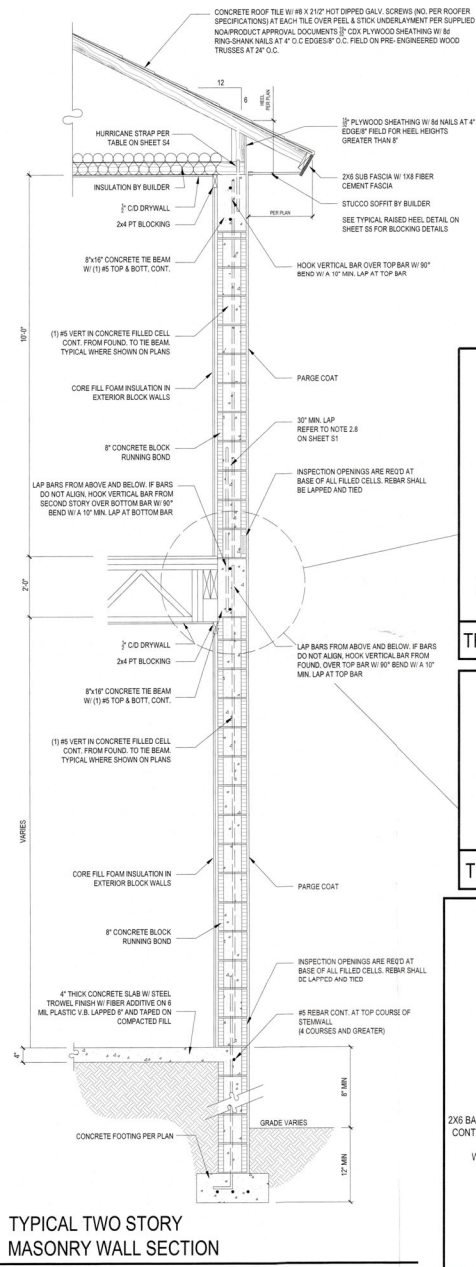 CONCRETE ROOF TILE W/ #8 X 21/2" HOT DIPPED GALV. SCREWS (NO. PER ROOFER
SPECIFICATIONS) AT EACH TILE OVER PEEL & STICK UNDERLAYMENT PER SUPPLIED
NOA/PRODUCT APPROVAL DOCUMENTS CDX PLYWOOD SHEATHING W/ 8d
RING-SHANK NAILS AT 4" O.C EDGES/8" O.C. FIELD ON PRE- ENGINEERED WOOD
TRUSSES AT 24" O.C.
12
6
HEEL
PER PLAN
PLYWOOD SHEATHING W/ 8d NAILS AT 4"
EDGE/8" FIELD FOR HEEL HEIGHTS
GREATER THAN 8"
HURRICANE STRAP PER
TABLE ON SHEET S4
INSULATION BY BUILDER
2X6 SUB FASCIA W/ 1X8 FIBER
CEMENT FASCIA
STUCCO SOFFIT BY BUILDER
C/D DRYWALL
2x4 PT BLOCKING
PER PLAN
SEE TYPICAL RAISED HEEL DETAIL ON
SHEET S5 FOR BLOCKING DETAILS
8"x16" CONCRETE TIE BEAM
W/ (1) #5 TOP & BOTT, CONT.
HOOK VERTICAL BAR OVER TOP BAR W/ 90°
BEND W/ A 10" MIN. LAP AT TOP BAR
10'-0"
(1) #5 VERT IN CONCRETE FILLED CELL
CONT. FROM FOUND. TO TIE BEAM.
TYPICAL WHERE SHOWN ON PLANS
CORE FILL FOAM INSULATION IN
EXTERIOR BLOCK WALLS
PARGE COAT
30" MIN. LAP
REFER TO NOTE 2.8
ON SHEET S1
8" CONCRETE BLOCK
RUNNING BOND
INSPECTION OPENINGS ARE REQ'D AT
BASE OF ALL FILLED CELLS. REBAR SHALL
BE LAPPED AND TIED
LAP BARS FROM ABOVE AND BELOW. IF BARS
DO NOT ALIGN, HOOK VERTICAL BAR FROM
SECOND STORY OVER BOTTOM BAR W/ 90°
BEND W/ A 10" MIN. LAP AT BOTTOM BAR
2'-0"
C/D DRYWALL
2x4 PT BLOCKING
LAP BARS FROM ABOVE AND BELOW. IF BARS
DO NOT ALIGN, HOOK VERTICAL BAR FROM
FOUND. OVER TOP BAR W/ 90° BEND W/ A 10"
MIN. LAP AT TOP BAR
8"x16" CONCRETE TIE BEAM
W/ (1) #5 TOP & BOTT, CONT.
(1) #5 VERT IN CONCRETE FILLED CELL
CONT. FROM FOUND. TO TIE BEAM.
TYPICAL WHERE SHOWN ON PLANS
VARIES
CORE FILL FOAM INSULATION IN
EXTERIOR BLOCK WALLS
PARGE COAT
8" CONCRETE BLOCK
RUNNING BOND
INSPECTION OPENINGS ARE REQ'D AT
BASE OF ALL FILLED CELLS. REBAR SHALL
BE LAPPED AND TIED
4" THICK CONCRETE SLAB W/ STEEL
TROWEL FINISH W/ FIBER ADDITIVE ON 6
MIL PLASTIC V.B. LAPPED 6" AND TAPED ON
COMPACTED FILL
#5 REBAR CONT. AT TOP COURSE OF
STEMWALL
(4 COURSES AND GREATER)
4"
8" MIN
GRADE VARIES
CONCRETE FOOTING PER PLAN
12" MIN
TYPICAL TWO STORY
MASONRY WALL SECTION
T
2X6 BA
CONT
W